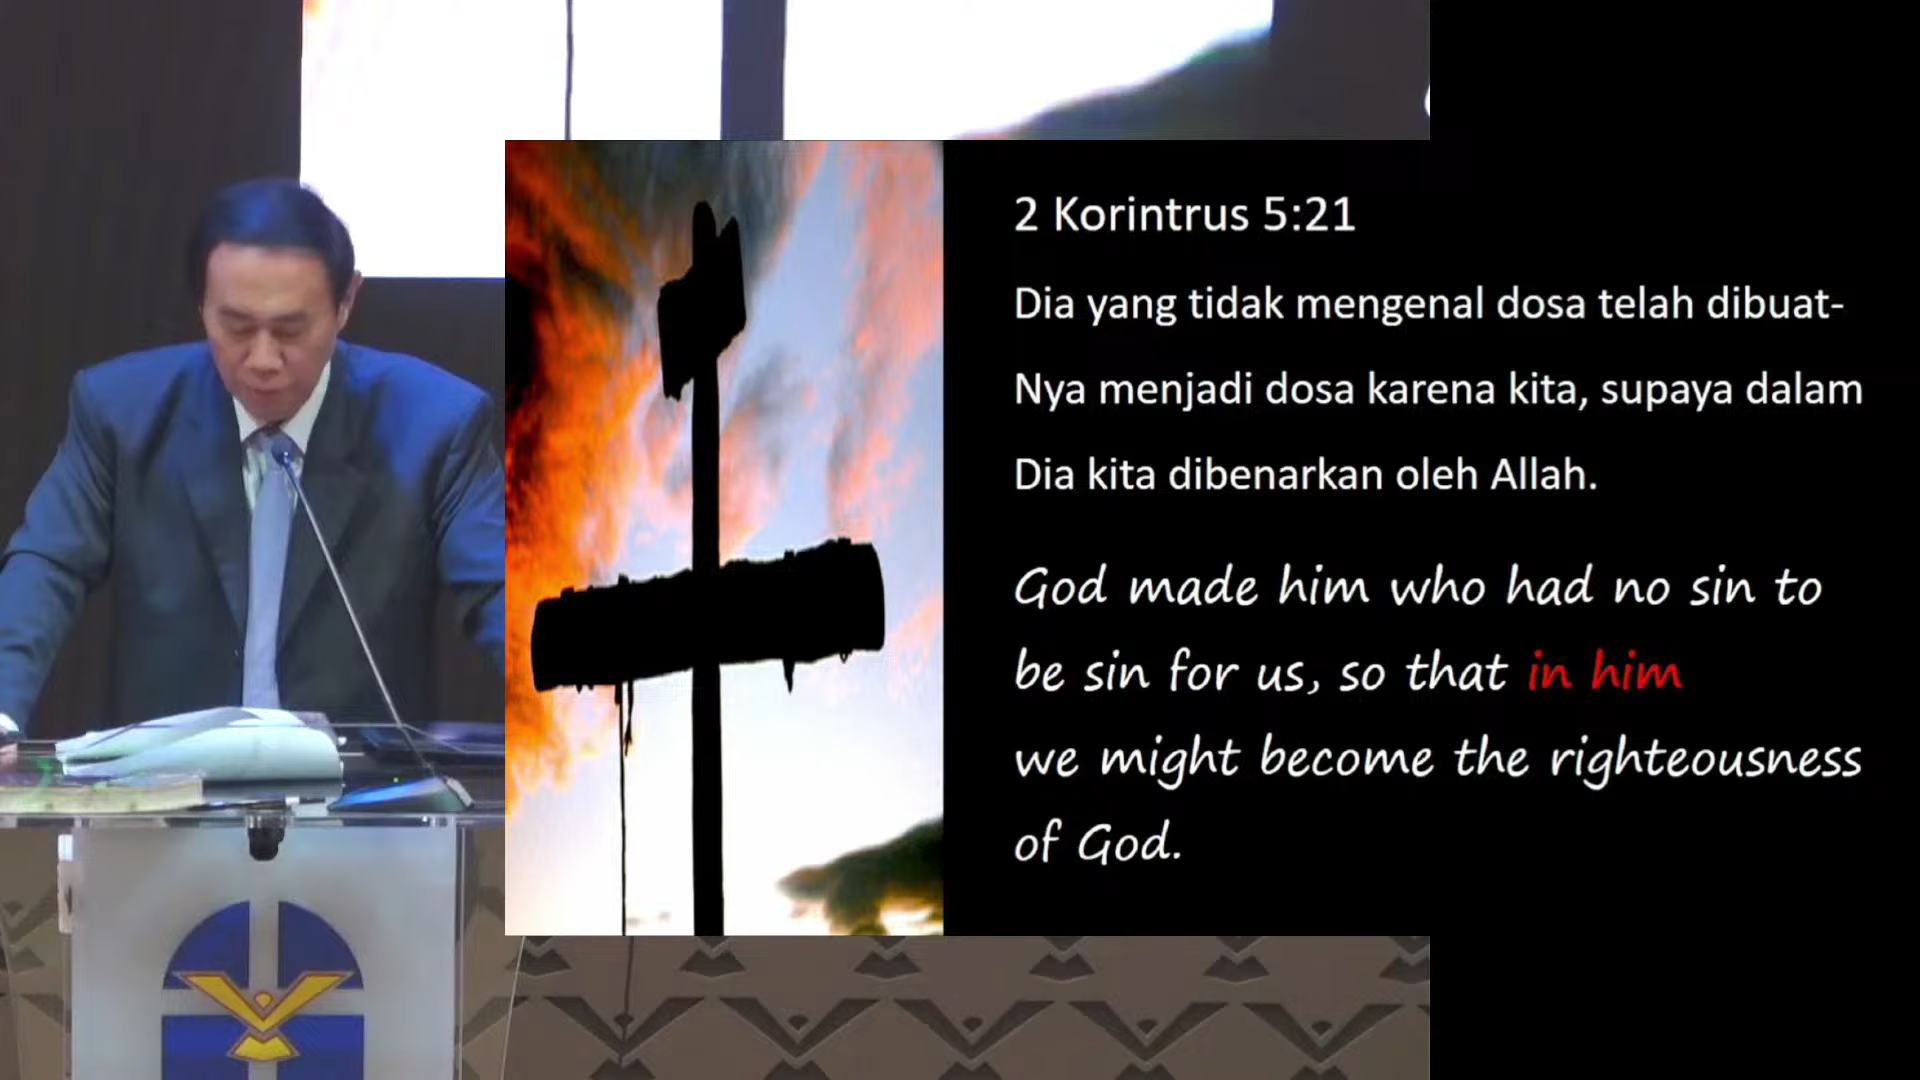 2 Korintrus 5:21
Dia yang tidak mengenal dosa telah dibuat-
Nya menjadi dosa karena kita, supaya dalam
Dia kita dibenarkan oleh Allah.
God made him who had no sin to
be sin for us, so that in him
we might become the righteousness
of God.